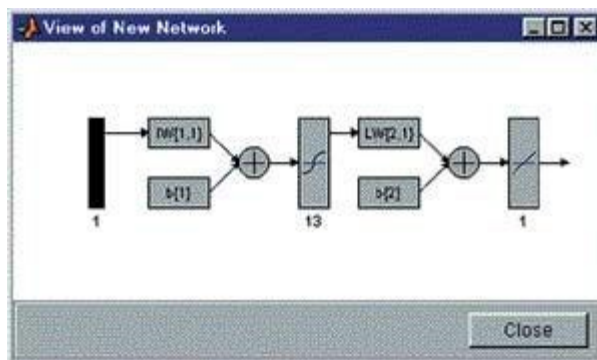 View of New Network
IW{1,1}
LW{2,1}
b{1}
b{2}
1
13
1
Close